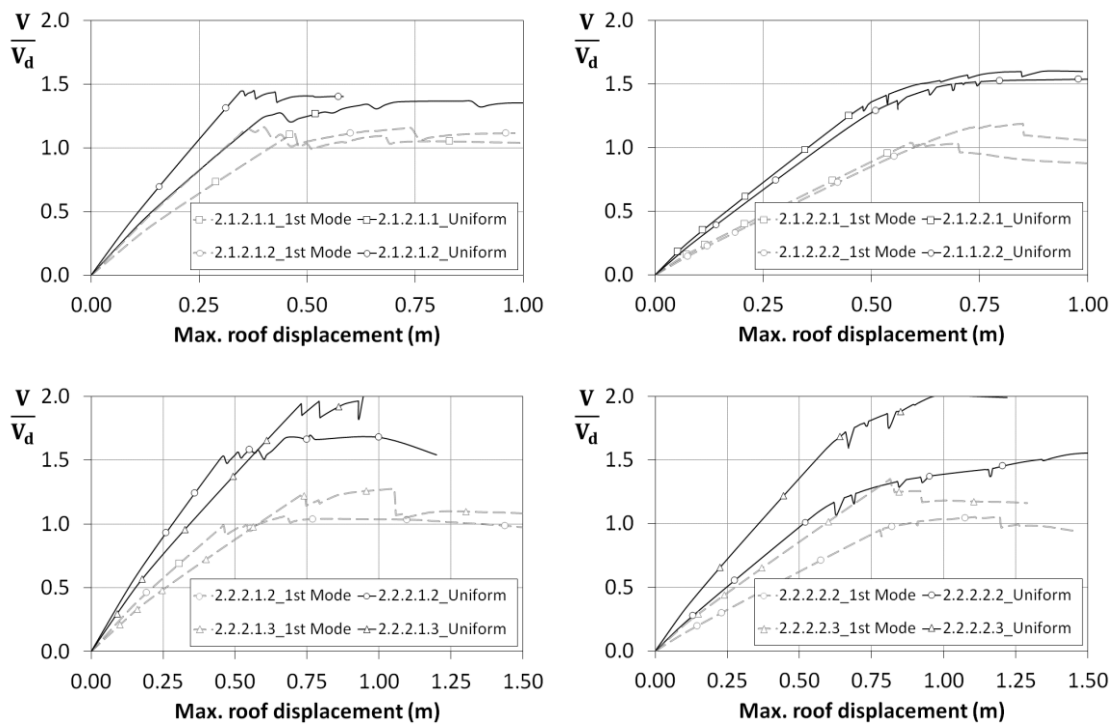 V
V_d
2.0
1.5
1.0
0.5
0.0
2.1.2.1.1_1st Mode 2.1.2.1.1_Uniform
2.1.2.1.2_1st Mode 2.1.2.1.2_Uniform
0.00 0.25 0.50 0.75 1.00
Max. roof displacement (m)
V
V_d
2.0
1.5
1.0
0.5
0.0
2.1.2.2.1_1st Mode 2.1.2.2.1_Uniform
2.1.2.2.2_1st Mode 2.1.1.2.2_Uniform
0.00 0.28 0.55 0.83 1.00
Max. roof displacement (m)
V
V_d
2.0
1.5
1.0
0.5
0.0
2.2.2.1.2_1st Mode 2.2.2.1.2_Uniform
2.2.2.1.3_1st Mode 2.2.2.1.3_Uniform
0.00 0.25 0.50 0.75 1.00 1.25 1.50
Max. roof displacement (m)
V
V_d
2.0
1.5
1.0
0.5
0.0
2.2.2.2.2_1st Mode 2.2.2.2.2_Uniform
2.2.2.2.3_1st Mode 2.2.2.2.3_Uniform
0.00 0.25 0.50 0.75 1.00 1.25 1.50
Max. roof displacement (m)